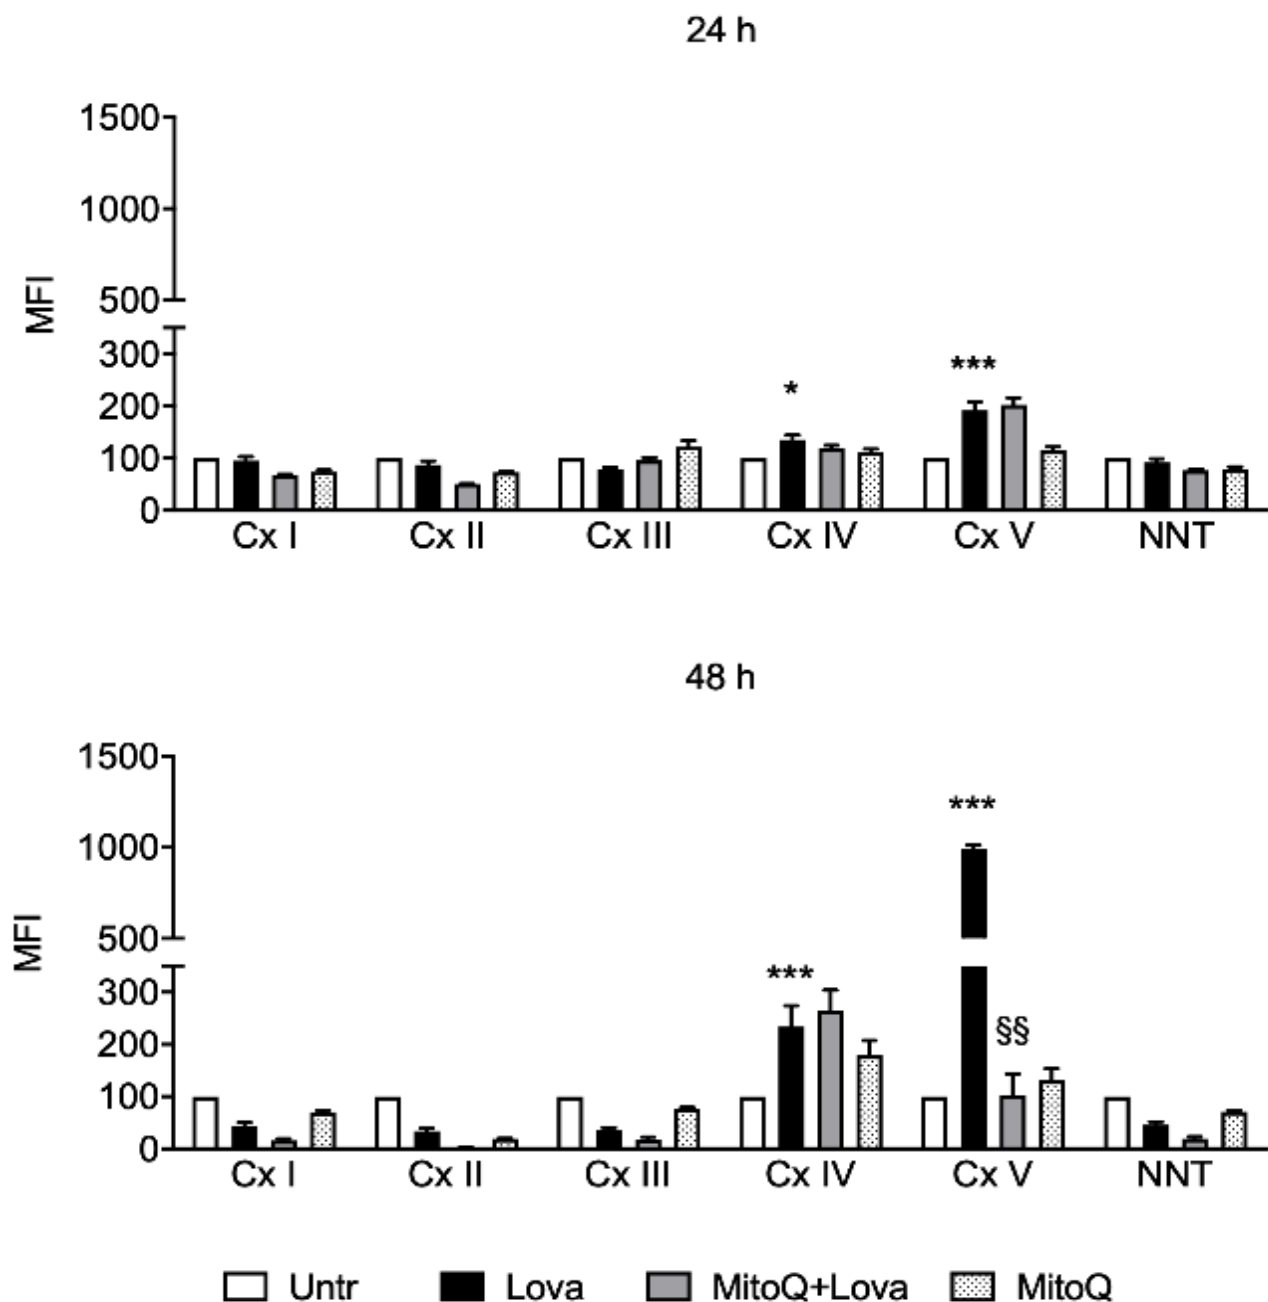 24 h
1500
1000
500
MFI
300
200
100
0
*
***
Cx I Cx II Cx III Cx IV Cx V NNT
48 h
1500
1000
500
MFI
300
200
100
0
***
***
§§
Cx I Cx II Cx III Cx IV Cx V NNT
Untr Lova MitoQ+Lova MitoQ